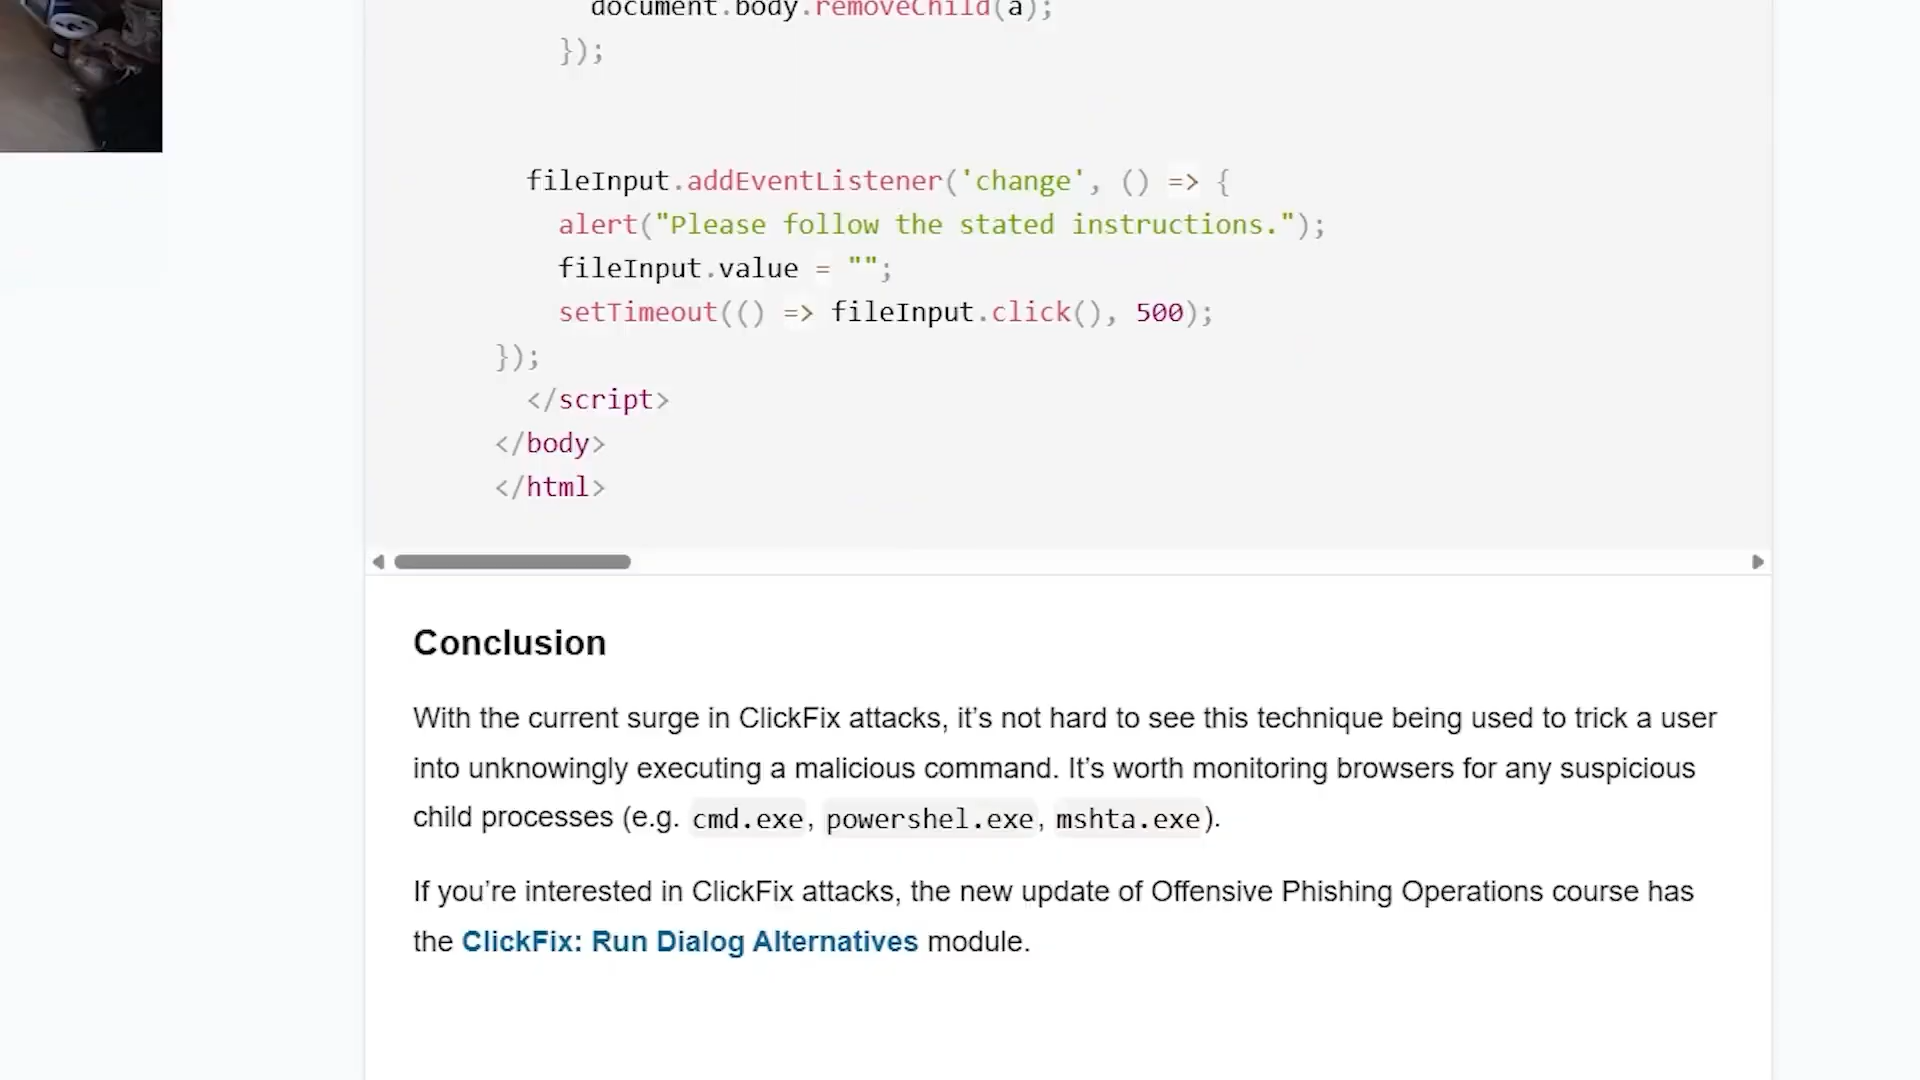 document.body.removeChild(a);
});
fileInput.addEventListener('change', () => {
alert("Please follow the stated instructions.");
fileInput.value = "";
setTimeout(() => fileInput.click(), 500);
});
</script>
</body>
</html>
Conclusion
With the current surge in ClickFix attacks, it’s not hard to see this technique being used to trick a user
into unknowingly executing a malicious command. It’s worth monitoring browsers for any suspicious
child processes (e.g. cmd.exe, powershel.exe, mshta.exe).
If you’re interested in ClickFix attacks, the new update of Offensive Phishing Operations course has
the ClickFix: Run Dialog Alternatives module.